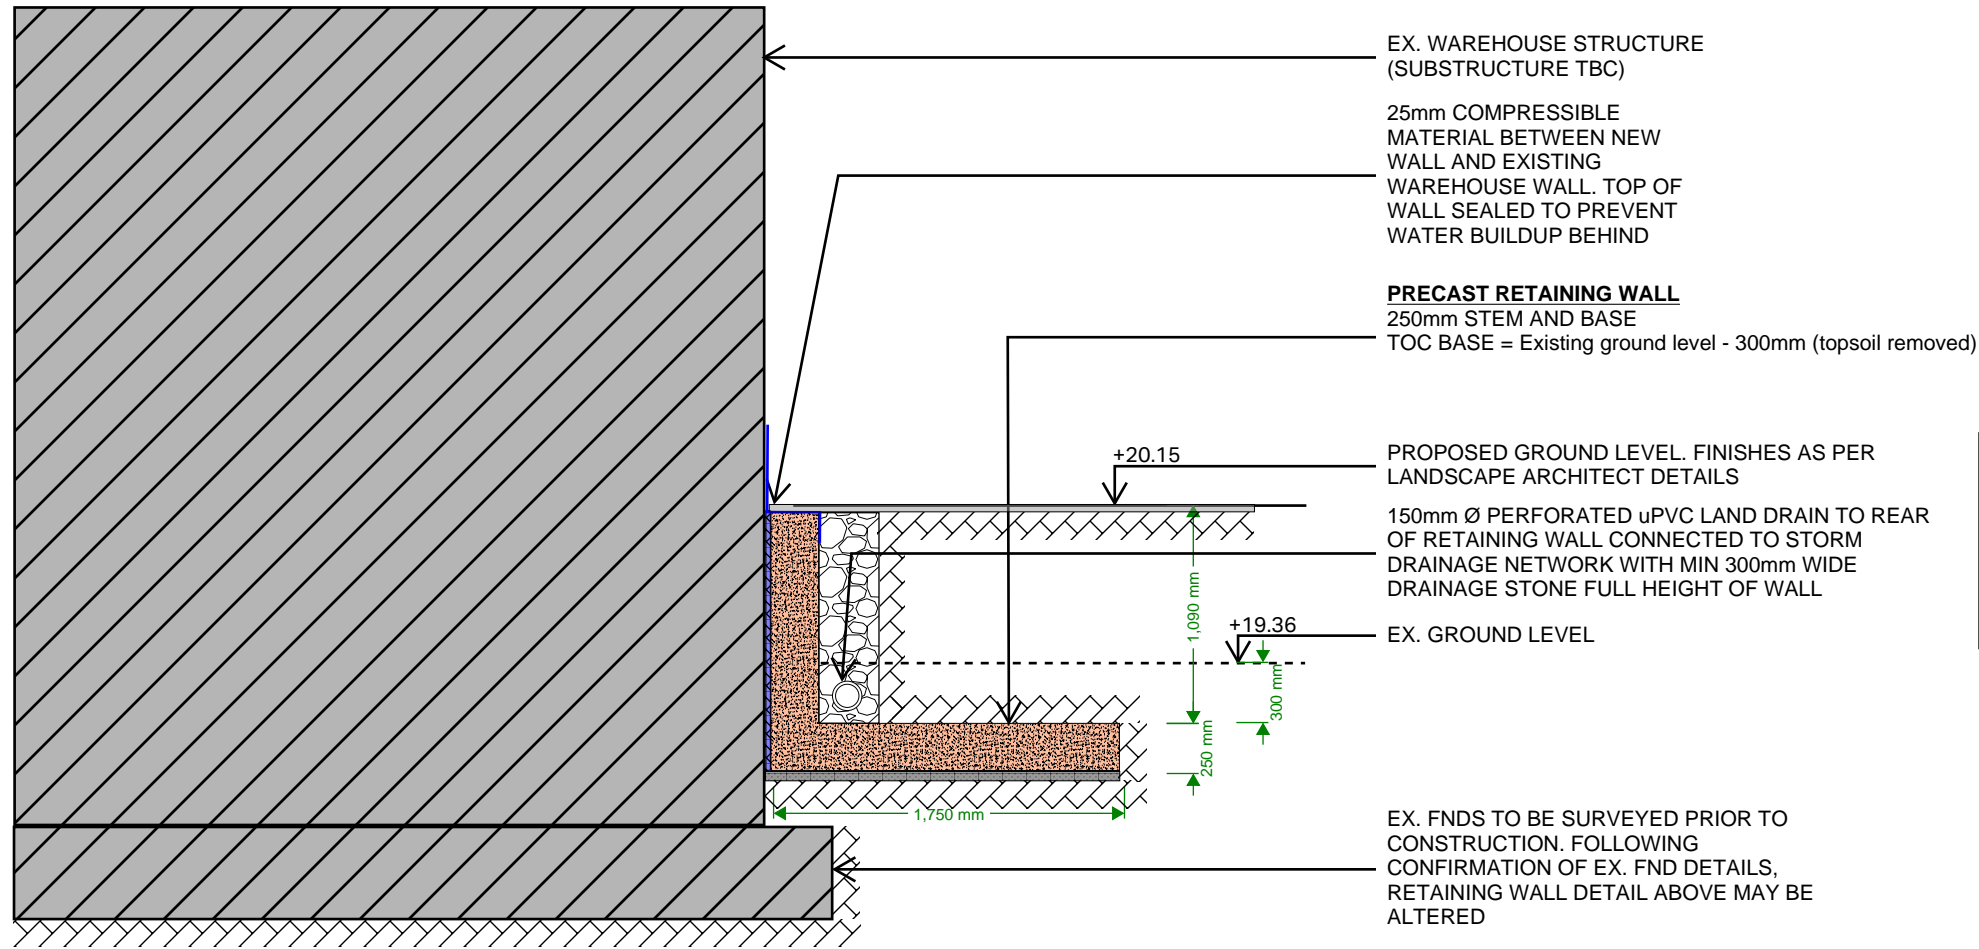 EX. WAREHOUSE STRUCTURE
(SUBSTRUCTURE TBC)
25mm COMPRESSIBLE
MATERIAL BETWEEN NEW
WALL AND EXISTING
WAREHOUSE WALL. TOP OF
WALL SEALED TO PREVENT
WATER BUILDUP BEHIND
PRECAST RETAINING WALL
250mm STEM AND BASE
TOC BASE = Existing ground level - 300mm (topsoil removed)
+20.15
PROPOSED GROUND LEVEL. FINISHES AS PER
LANDSCAPE ARCHITECT DETAILS
150mm Ø PERFORATED uPVC LAND DRAIN TO REAR
OF RETAINING WALL CONNECTED TO STORM
DRAINAGE NETWORK WITH MIN 300mm WIDE
DRAINAGE STONE FULL HEIGHT OF WALL
1,090 mm
+19.36
EX. GROUND LEVEL
300 mm
250 mm
1,750 mm
EX. FNDS TO BE SURVEYED PRIOR TO
CONSTRUCTION. FOLLOWING
CONFIRMATION OF EX. FND DETAILS,
RETAINING WALL DETAIL ABOVE MAY BE
ALTERED